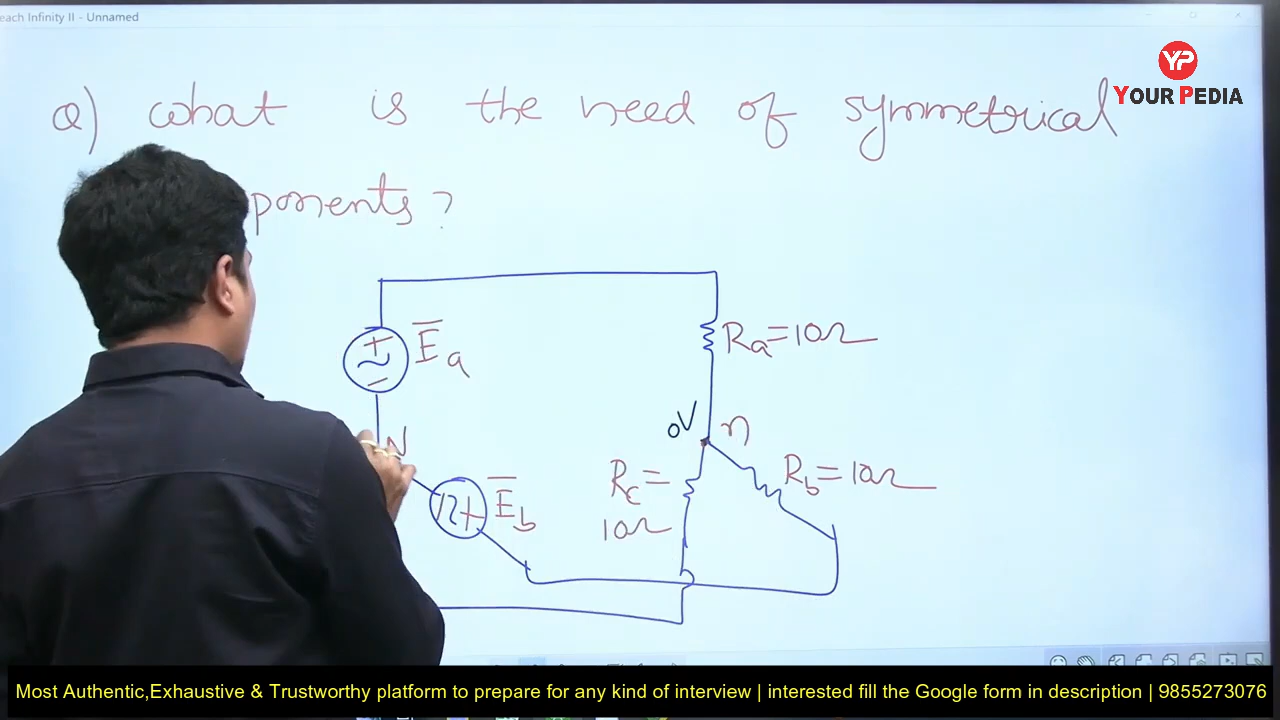 each Infinity II - Unnamed
YP
YOUR PEDIA
Q) what is the need of symmetrical
ponents?
+
~
-
Ea
Ra=10Ω
0V
n
N
Rb=10Ω
Rc=
10Ω
~+
Eb
Most Authentic,Exhaustive & Trustworthy platform to prepare for any kind of interview | interested fill the Google form in description | 9855273076